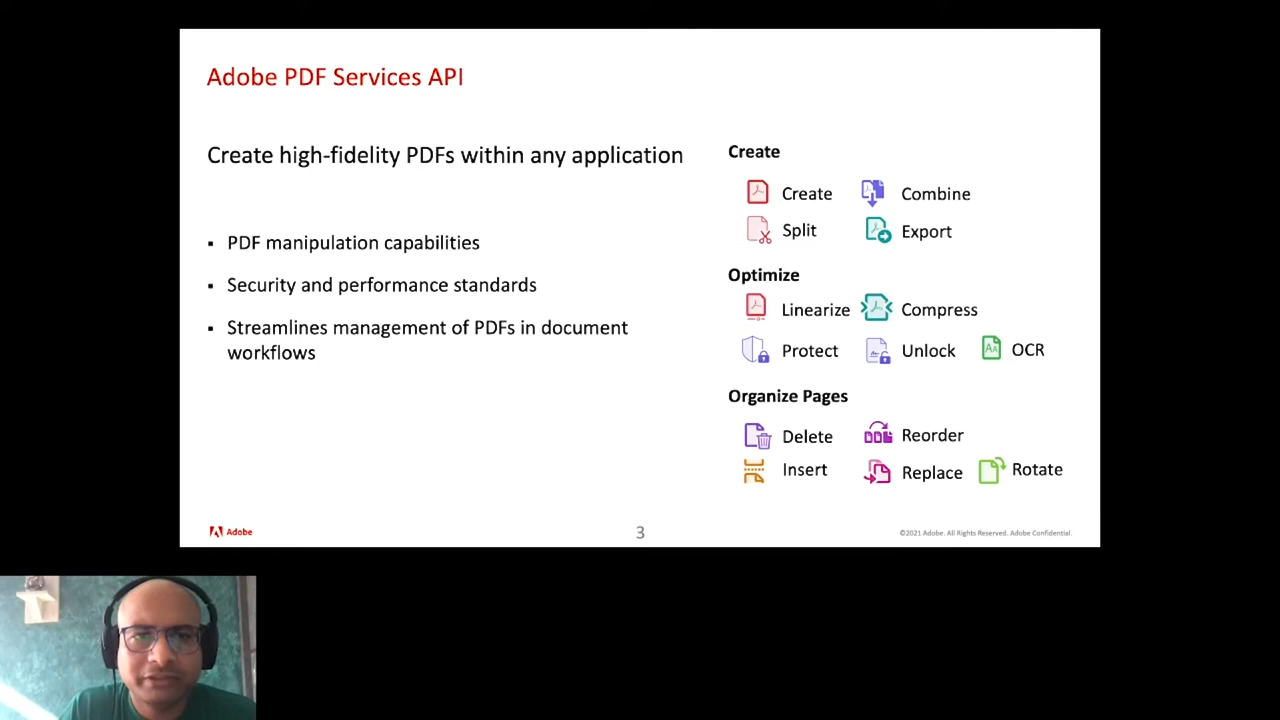 Adobe PDF Services API
Create high-fidelity PDFs within any application
▪ PDF manipulation capabilities
▪ Security and performance standards
▪ Streamlines management of PDFs in document
workflows
Create
Create Combine
Split Export
Optimize
Linearize Compress
Protect Unlock OCR
Organize Pages
Delete Reorder
Insert Replace Rotate
Adobe
3
©2021 Adobe. All Rights Reserved. Adobe Confidential.